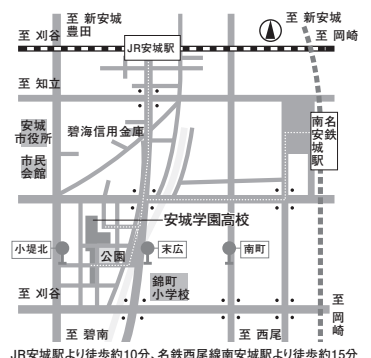 至 新安城
豊田
至 新安城
至 刈谷
JR安城駅
至 岡崎
至 知立
安城
市役所
碧海信用金庫
名鉄
南安城駅
市民
会館
安城学園高校
小堤北
公園
末広
南町
錦町
小学校
至 刈谷
至 岡崎
至 碧南
至 西尾
JR安城駅より徒歩約10分、名鉄西尾線南安城駅より徒歩約15分